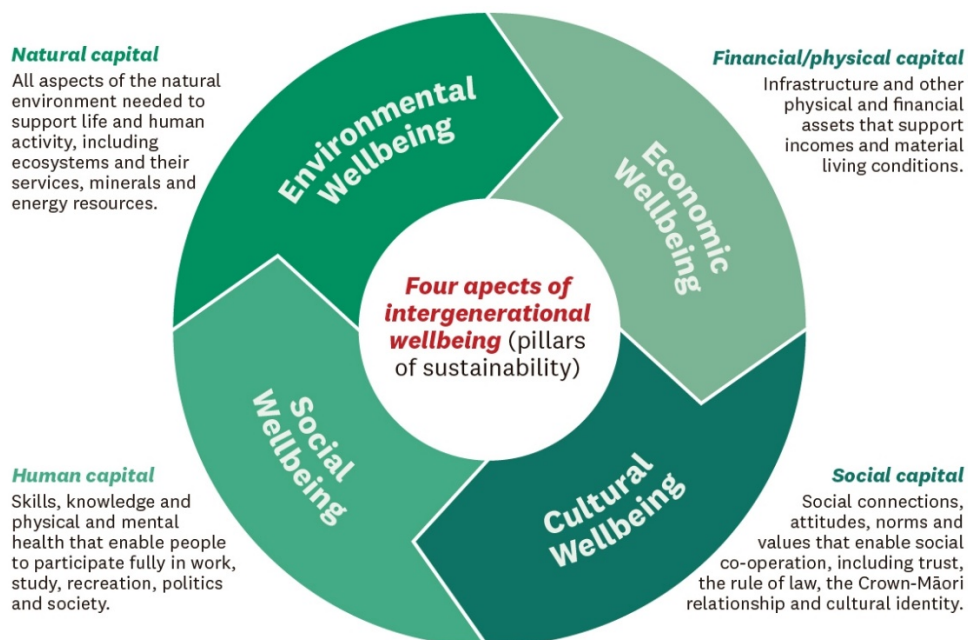 Natural capital
All aspects of the natural
environment needed to
support life and human
activity, including
ecosystems and their
services, minerals and
energy resources.
Environmental
Wellbeing
Financial/physical capital
Infrastructure and other
physical and financial
assets that support
incomes and material
living conditions.
Economic
Wellbeing
Four apects of
intergenerational
wellbeing (pillars
of sustainability)
Social
Wellbeing
Human capital
Skills, knowledge and
physical and mental
health that enable people
to participate fully in work,
study, recreation, politics
and society.
Cultural
Wellbeing
Social capital
Social connections,
attitudes, norms and
values that enable social
co-operation, including trust,
the rule of law, the Crown-Māori
relationship and cultural identity.